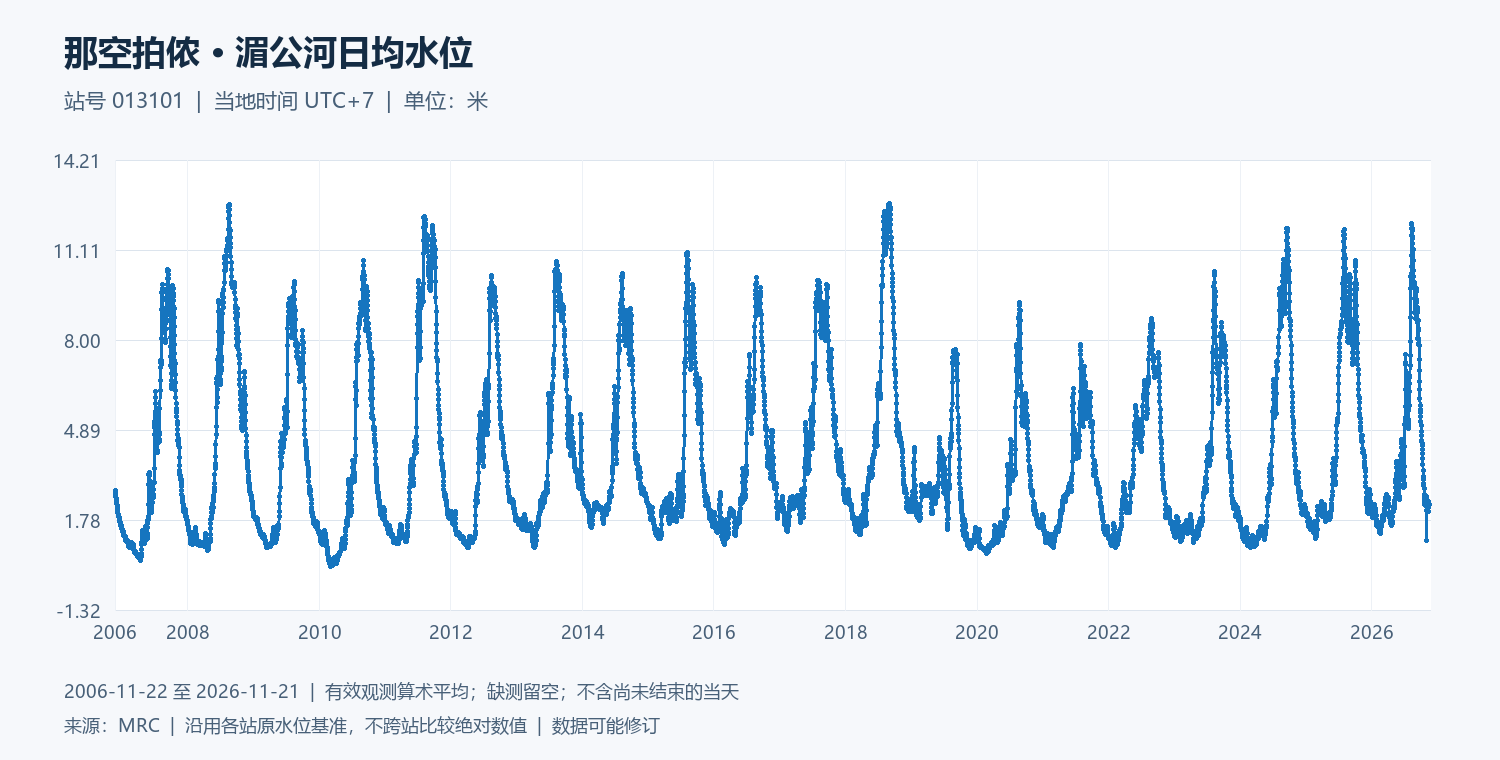 那空拍侬 • 湄公河日均水位
站号 013101 | 当地时间 UTC+7 | 单位：米
14.21
11.11
8.00
4.89
1.78
-1.32
2006 2008 2010 2012 2014 2016 2018 2020 2022 2024 2026
2006-11-22 至 2026-11-21 | 有效观测算术平均；缺测留空；不含尚未结束的当天
来源：MRC | 沿用各站原水位基准，不跨站比较绝对数值 | 数据可能修订